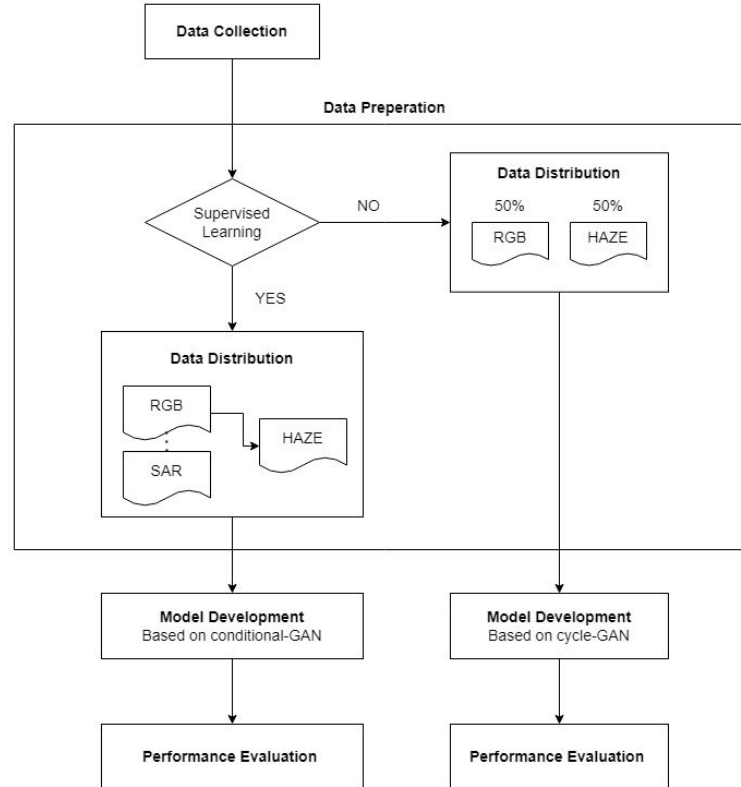 Data Collection
Data Preperation
Supervised
Learning
NO
YES
Data Distribution
50%
50%
RGB
HAZE
Data Distribution
RGB
HAZE
SAR
Model Development
Based on conditional-GAN
Model Development
Based on cycle-GAN
Performance Evaluation
Performance Evaluation